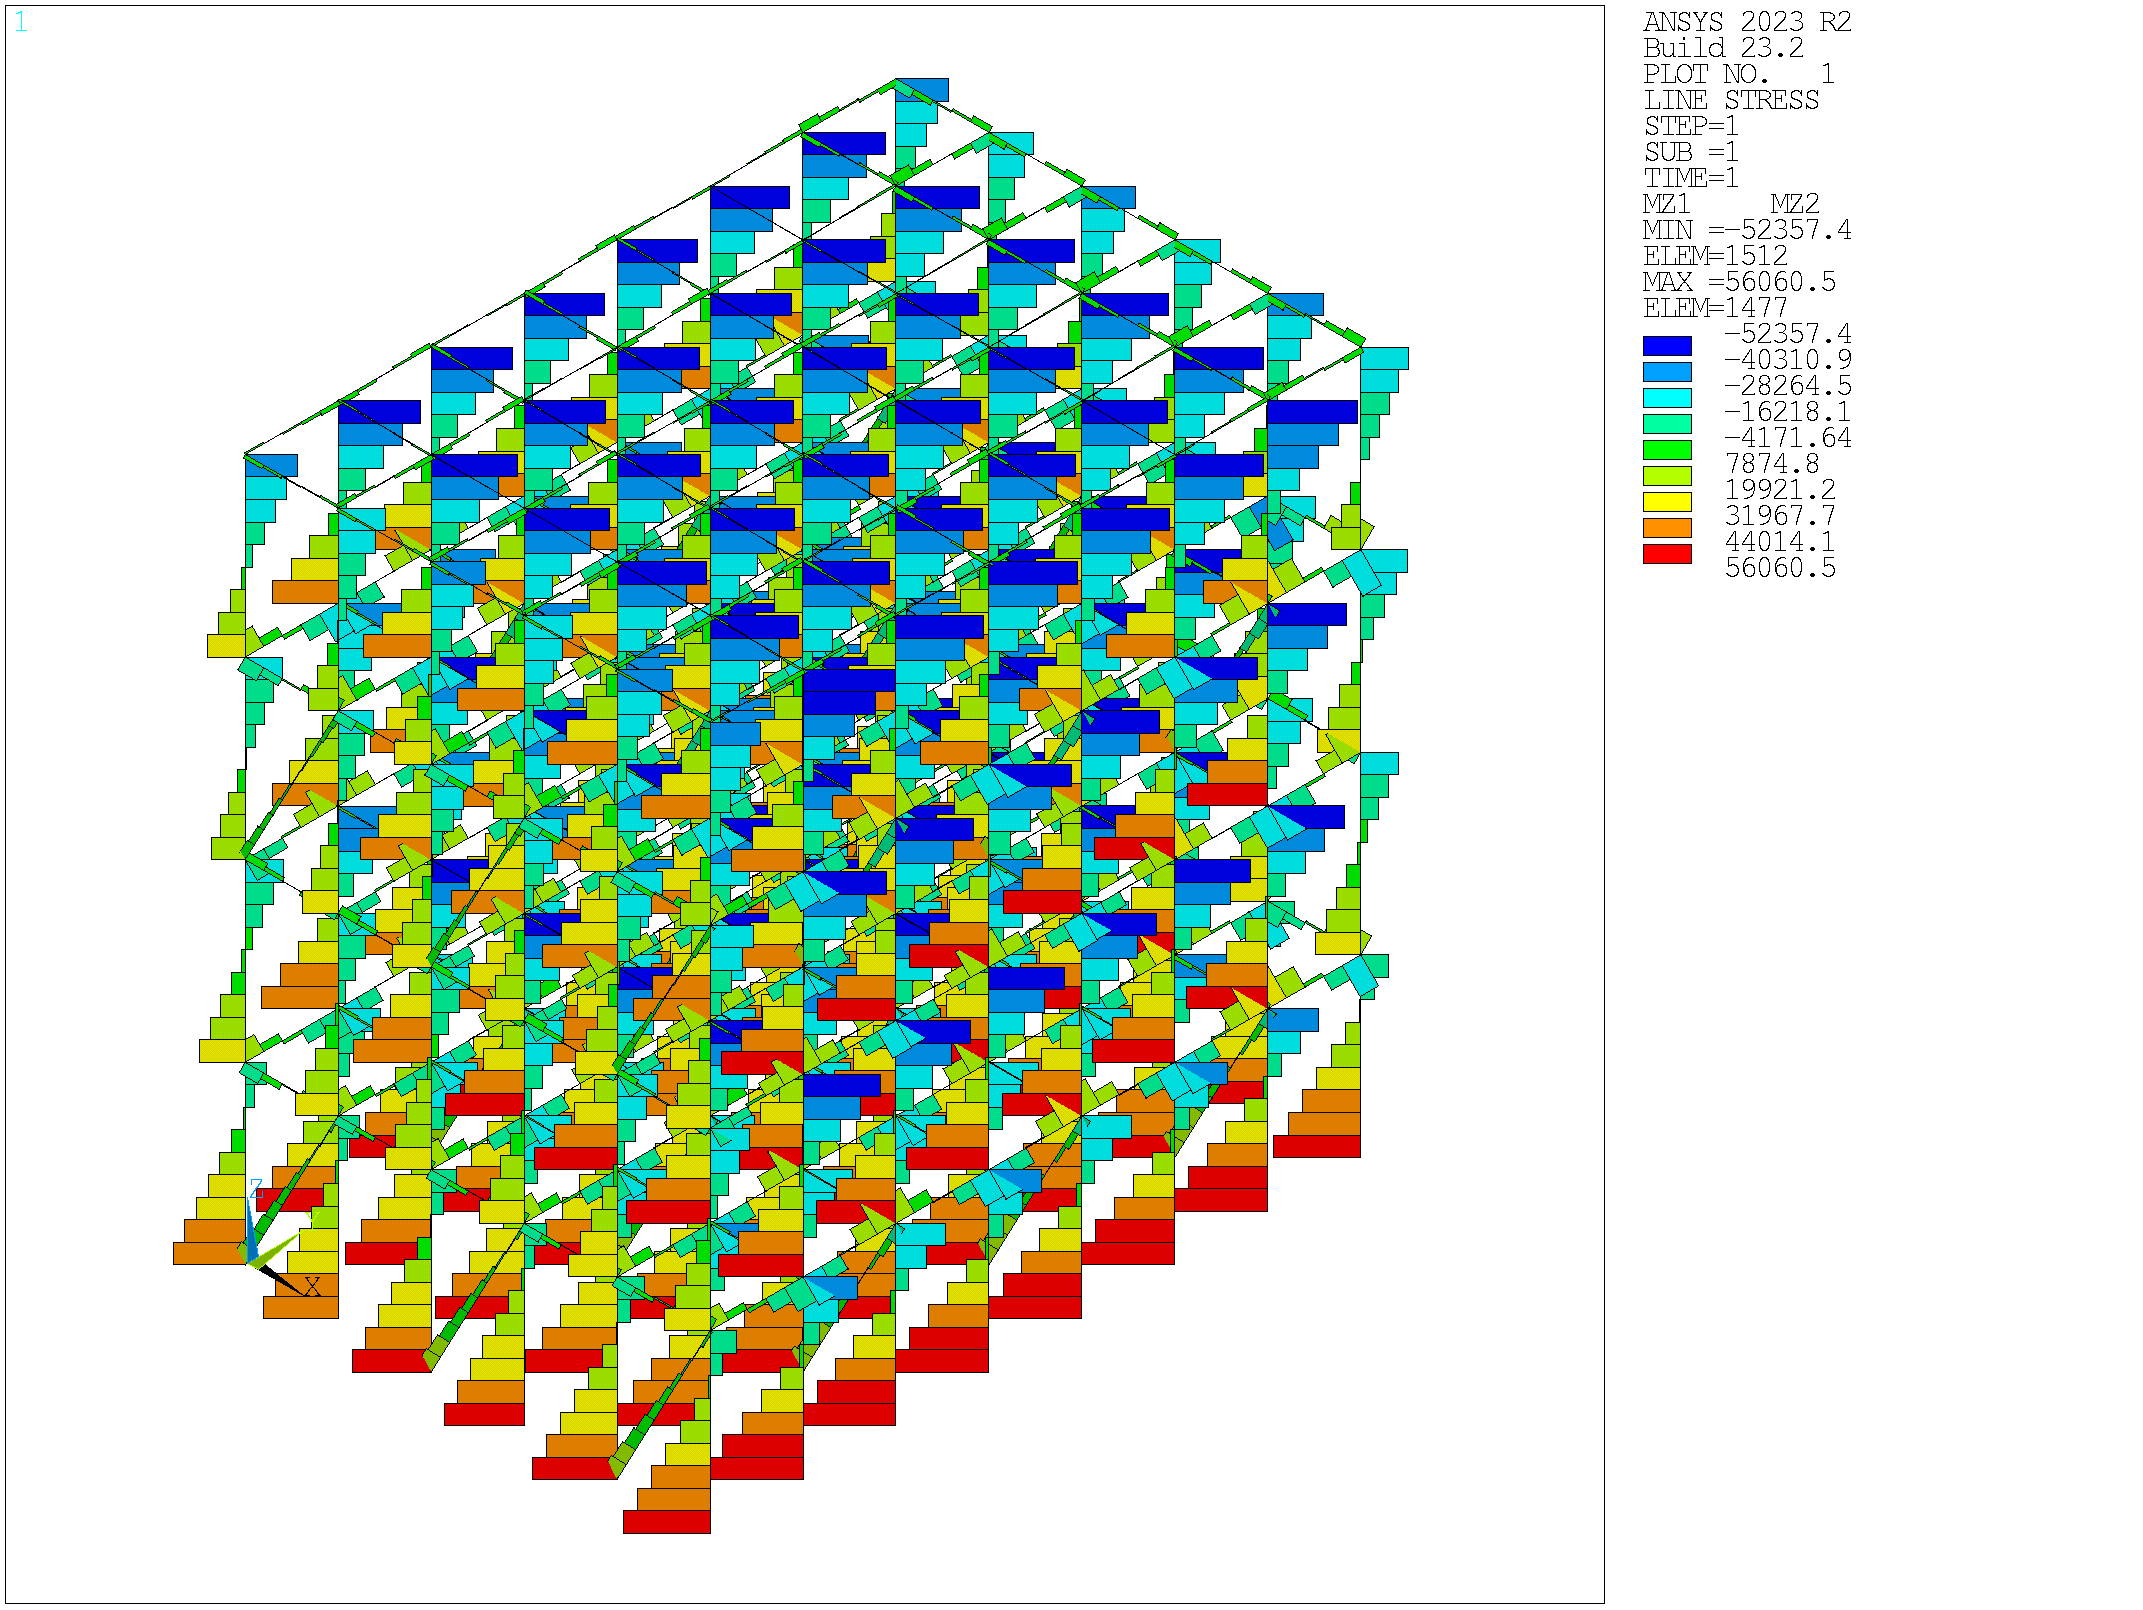 1
ANSYS 2023 R2
Build 23.2
PLOT NO.   1
LINE STRESS
STEP=1
SUB =1
TIME=1
MZ1     MZ2
MIN =-52357.4
ELEM=1512
MAX =56060.5
ELEM=1477
-52357.4
-40310.9
-28264.5
-16218.1
-4171.64
7874.8
19921.2
31967.7
44014.1
56060.5
Z
Y
X